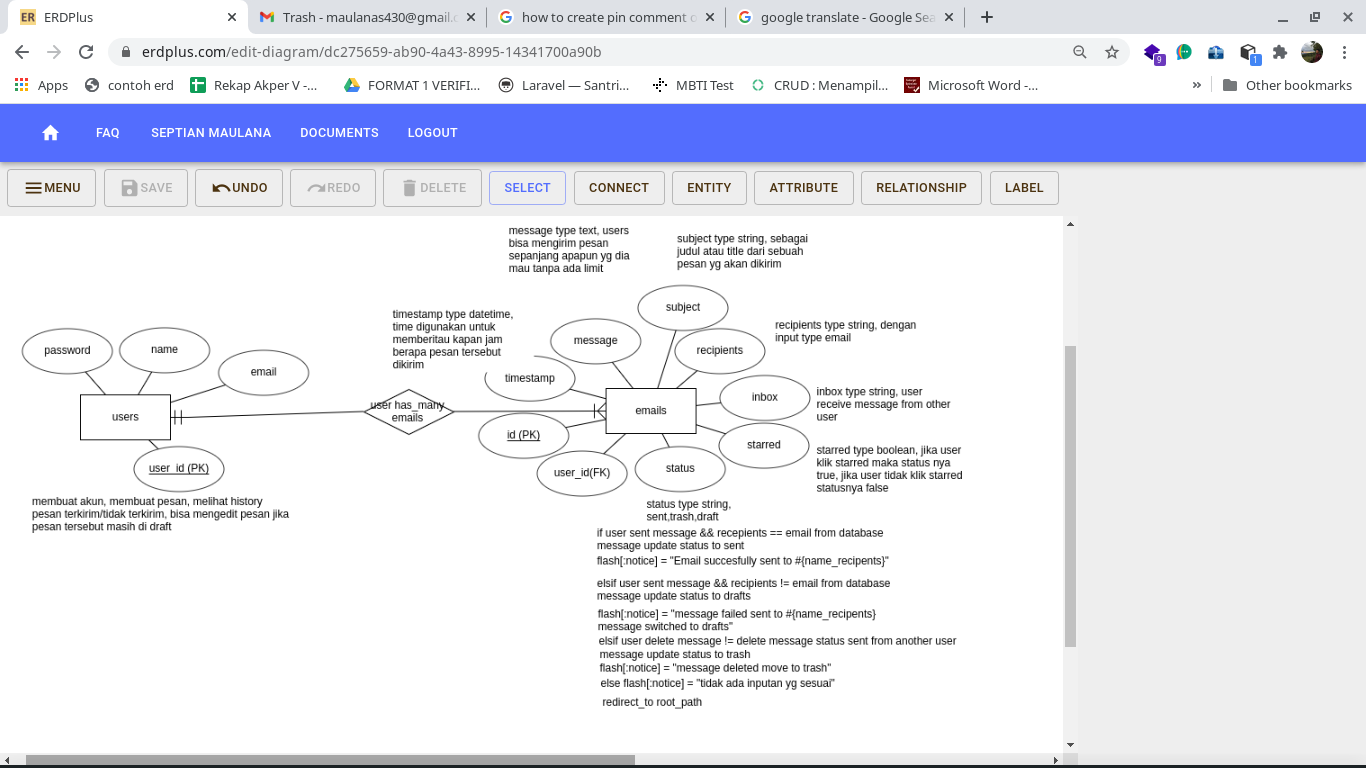 ERDPlus
Trash - maulanas430@gmail.c
how to create pin comment o
google translate - Google Sea
erdplus.com/edit-diagram/dc275659-ab90-4a43-8995-14341700a90b
9
1
Apps
contoh erd
Rekap Akper V -...
FORMAT 1 VERIFI...
Laravel — Santri...
MBTI Test
CRUD : Menampil...
Microsoft Word -...
»
Other bookmarks
FAQ
SEPTIAN MAULANA
DOCUMENTS
LOGOUT
MENU
SAVE
UNDO
REDO
DELETE
SELECT
CONNECT
ENTITY
ATTRIBUTE
RELATIONSHIP
LABEL
message type text, users
bisa mengirim pesan
sepanjang apapun yg dia
mau tanpa ada limit
subject type string, sebagai
judul atau title dari sebuah
pesan yg akan dikirim
timestamp type datetime,
time digunakan untuk
memberitau kapan jam
berapa pesan tersebut
dikirim
subject
message
recipients
recipients type string, dengan
input type email
password
name
email
timestamp
inbox
inbox type string, user
receive message from other
user
users
user has_many
emails
emails
id (PK)
starred
starred type boolean, jika user
klik starred maka status nya
true, jika user tidak klik starred
statusnya false
user_id (PK)
user_id(FK)
status
membuat akun, membuat pesan, melihat history
pesan terkirim/tidak terkirim, bisa mengedit pesan jika
pesan tersebut masih di draft
status type string,
sent,trash,draft
if user sent message && recepients == email from database
message update status to sent
flash[:notice] = "Email succesfully sent to #{name_recipents}"
elsif user sent message && recipients != email from database
message update status to drafts
flash[:notice] = "message failed sent to #{name_recipents}
message switched to drafts"
elsif user delete message != delete message status sent from another user
message update status to trash
flash[:notice] = "message deleted move to trash"
else flash[:notice] = "tidak ada inputan yg sesuai"
redirect_to root_path